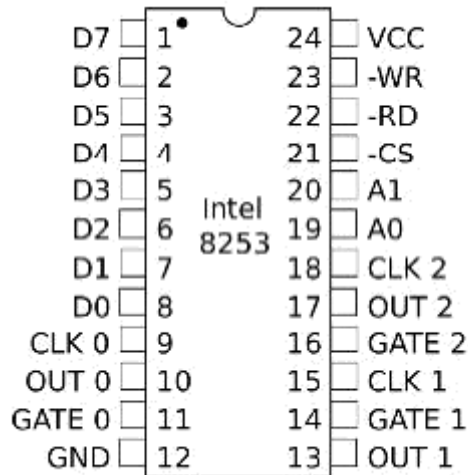 D7 1 24 VCC
D6 2 23 -WR
D5 3 22 -RD
D4 4 21 -CS
D3 5 20 A1
D2 6 19 A0
Intel
8253
D1 7 18 CLK 2
D0 8 17 OUT 2
CLK 0 9 16 GATE 2
OUT 0 10 15 CLK 1
GATE 0 11 14 GATE 1
GND 12 13 OUT 1